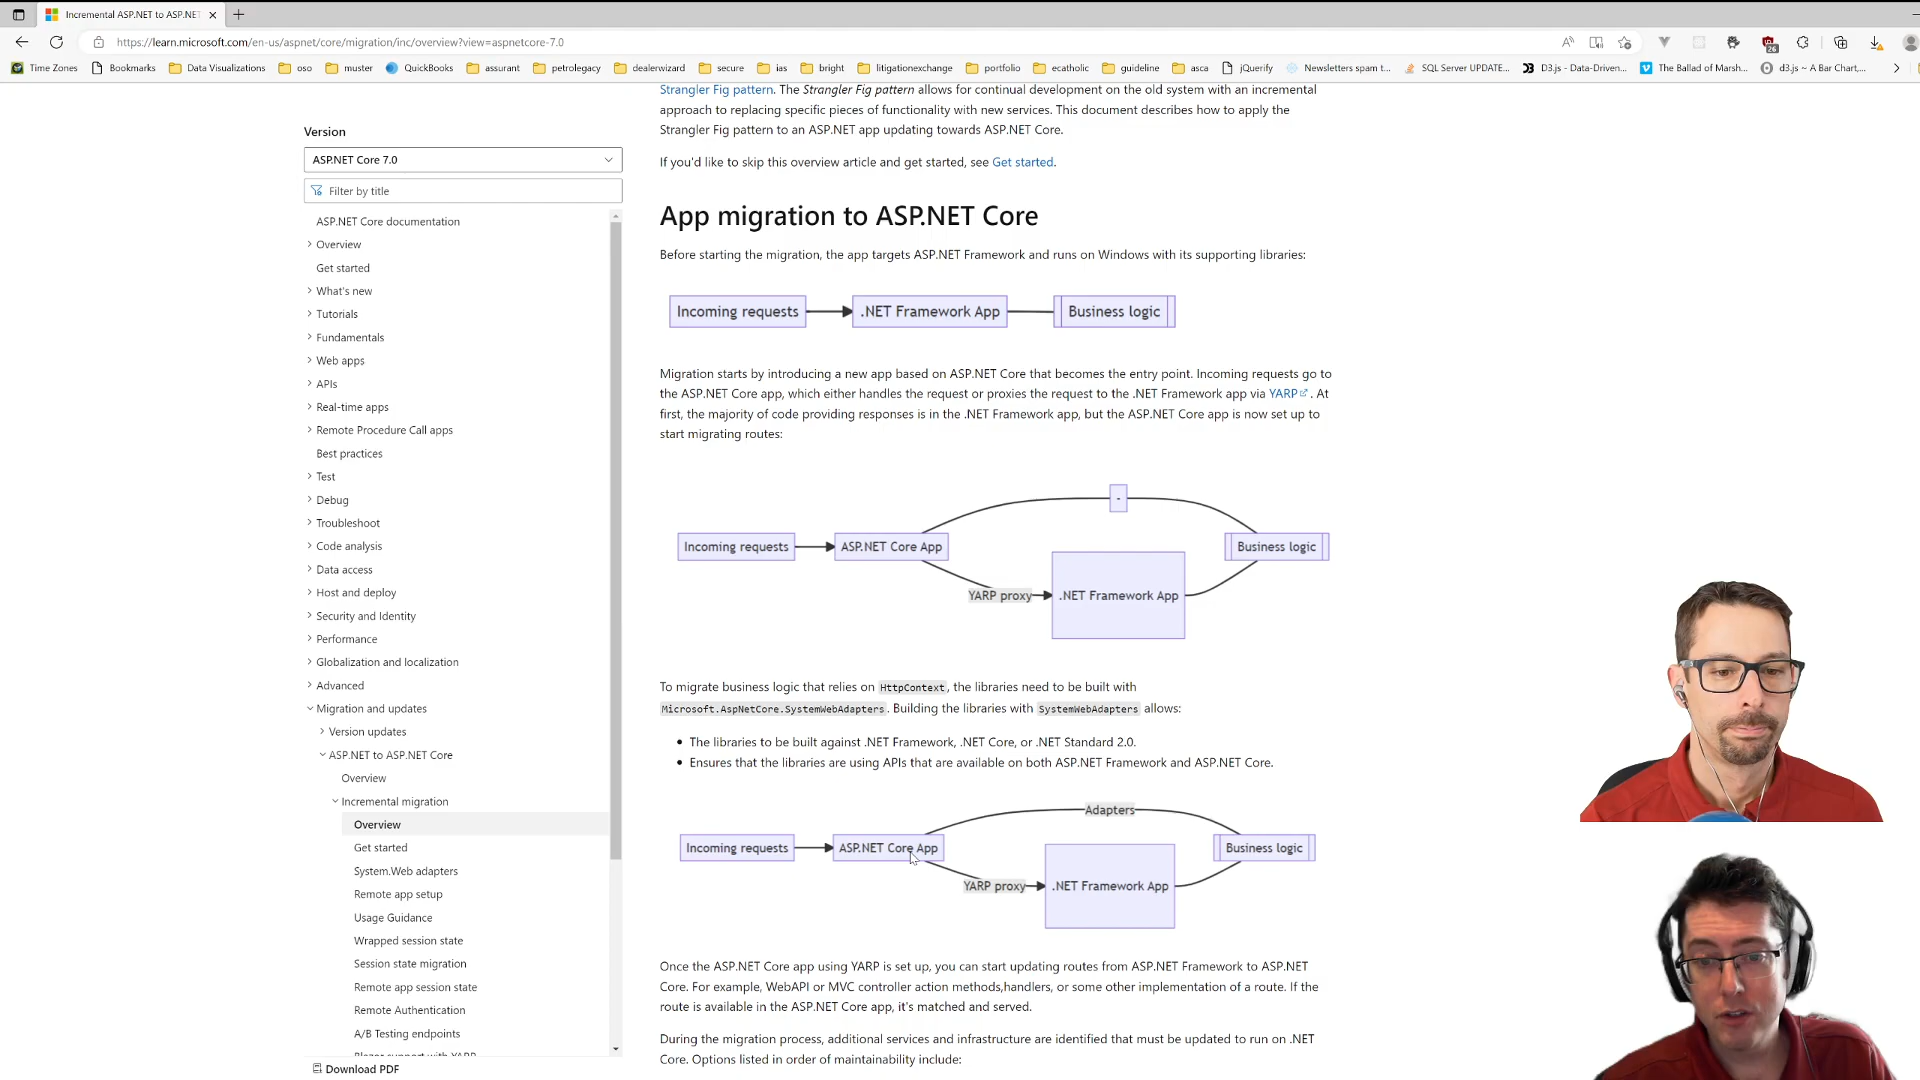 Incremental ASP.NET to ASP.NET
https://learn.microsoft.com/en-us/aspnet/core/migration/inc/overview?view=aspnetcore-7.0
26
Time Zones Bookmarks Data Visualizations oso muster QuickBooks assurant petrolegacy dealerwizard secure ias bright litigationexchange portfolio ecatholic guideline asca jQuerify Newsletters spam t... SQL Server UPDATE... D3.js - Data-Driven... The Ballad of Marsh... d3.js ~ A Bar Chart,...
Version
ASP.NET Core 7.0
Filter by title
ASP.NET Core documentation
Overview
Get started
What's new
Tutorials
Fundamentals
Web apps
APIs
Real-time apps
Remote Procedure Call apps
Best practices
Test
Debug
Troubleshoot
Code analysis
Data access
Host and deploy
Security and Identity
Performance
Globalization and localization
Advanced
Migration and updates
Version updates
ASP.NET to ASP.NET Core
Overview
Incremental migration
Overview
Get started
System.Web adapters
Remote app setup
Usage Guidance
Wrapped session state
Session state migration
Remote app session state
Remote Authentication
A/B Testing endpoints
Blazor support with YARP
Download PDF
Strangler Fig pattern. The Strangler Fig pattern allows for continual development on the old system with an incremental
approach to replacing specific pieces of functionality with new services. This document describes how to apply the
Strangler Fig pattern to an ASP.NET app updating towards ASP.NET Core.
If you'd like to skip this overview article and get started, see Get started.
App migration to ASP.NET Core
Before starting the migration, the app targets ASP.NET Framework and runs on Windows with its supporting libraries:
Incoming requests .NET Framework App Business logic
Migration starts by introducing a new app based on ASP.NET Core that becomes the entry point. Incoming requests go to
the ASP.NET Core app, which either handles the request or proxies the request to the .NET Framework app via YARP. At
first, the majority of code providing responses is in the .NET Framework app, but the ASP.NET Core app is now set up to
start migrating routes:
-
Incoming requests ASP.NET Core App Business logic
YARP proxy .NET Framework App
To migrate business logic that relies on HttpContext, the libraries need to be built with
Microsoft.AspNetCore.SystemWebAdapters. Building the libraries with SystemWebAdapters allows:
• The libraries to be built against .NET Framework, .NET Core, or .NET Standard 2.0.
• Ensures that the libraries are using APIs that are available on both ASP.NET Framework and ASP.NET Core.
Adapters
Incoming requests ASP.NET Core App Business logic
YARP proxy .NET Framework App
Once the ASP.NET Core app using YARP is set up, you can start updating routes from ASP.NET Framework to ASP.NET
Core. For example, WebAPI or MVC controller action methods,handlers, or some other implementation of a route. If the
route is available in the ASP.NET Core app, it's matched and served.
During the migration process, additional services and infrastructure are identified that must be updated to run on .NET
Core. Options listed in order of maintainability include: